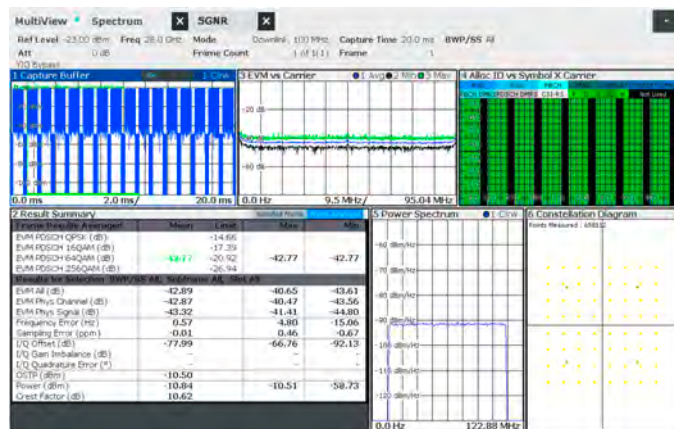 MultiView Spectrum X 5GNR X
Ref Level -23.00 dBm Freq 28.0 GHz Mode Downlink, 100 MHz Capture Time 20.0 ms BWP/SS All
Att 0 dB Frame Count 1 of 1(1) Frame 1
YIQ Bypass
1 Capture Buffer 1 Clrw
0.0 ms 2.0 ms/ 20.0 ms
3 EVM vs Carrier 1 Avg 2 Min 3 Max
-20 dB
0.0 Hz 9.5 MHz/ 95.04 MHz
4 Alloc ID vs Symbol X Carrier
PBCH
PBCH DMRS PDSCH DMRS CSI-RS Not Used
2 Result Summary
Frame Results Averaged Mean Limit Max Min
EVM PDSCH QPSK (dB) -14.66
EVM PDSCH 16QAM (dB) -17.39
EVM PDSCH 64QAM (dB) -42.77 -20.92 -42.77 -42.77
EVM PDSCH 256QAM (dB) -26.94
Results for Selection BWP/SS All, Subframe All, Slot All
EVM All (dB) -42.89 -40.65 -43.61
EVM Phys Channel (dB) -42.87 -40.47 -43.56
EVM Phys Signal (dB) -43.32 -41.41 -44.80
Frequency Error (Hz) 0.57 4.80 -15.06
Sampling Error (ppm) -0.01 0.46 -0.67
I/Q Offset (dB) -77.99 -66.76 -92.13
I/Q Gain Imbalance (dB) - - -
I/Q Quadrature Error (°) - - -
OSTP (dBm) -10.50
Power (dBm) -10.84 -10.51 -58.73
Crest Factor (dB) 10.62
5 Power Spectrum 1 Clrw
-60 dBm/Hz
-80 dBm/Hz
-90 dBm/Hz
-100 dBm/Hz
0.0 Hz 122.88 MHz
6 Constellation Diagram
Points Measured :